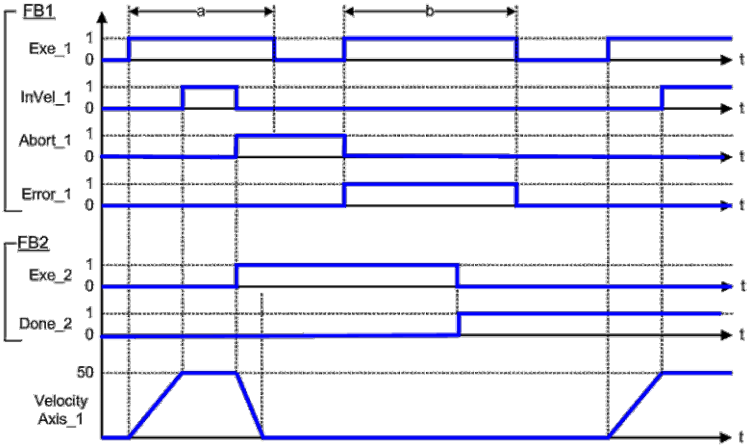 FB1
a
b
Exe_1
1
0
t
InVel_1
1
0
t
Abort_1
1
0
t
Error_1
1
0
t
FB2
Exe_2
1
0
t
Done_2
1
0
t
50
Velocity
Axis_1
t